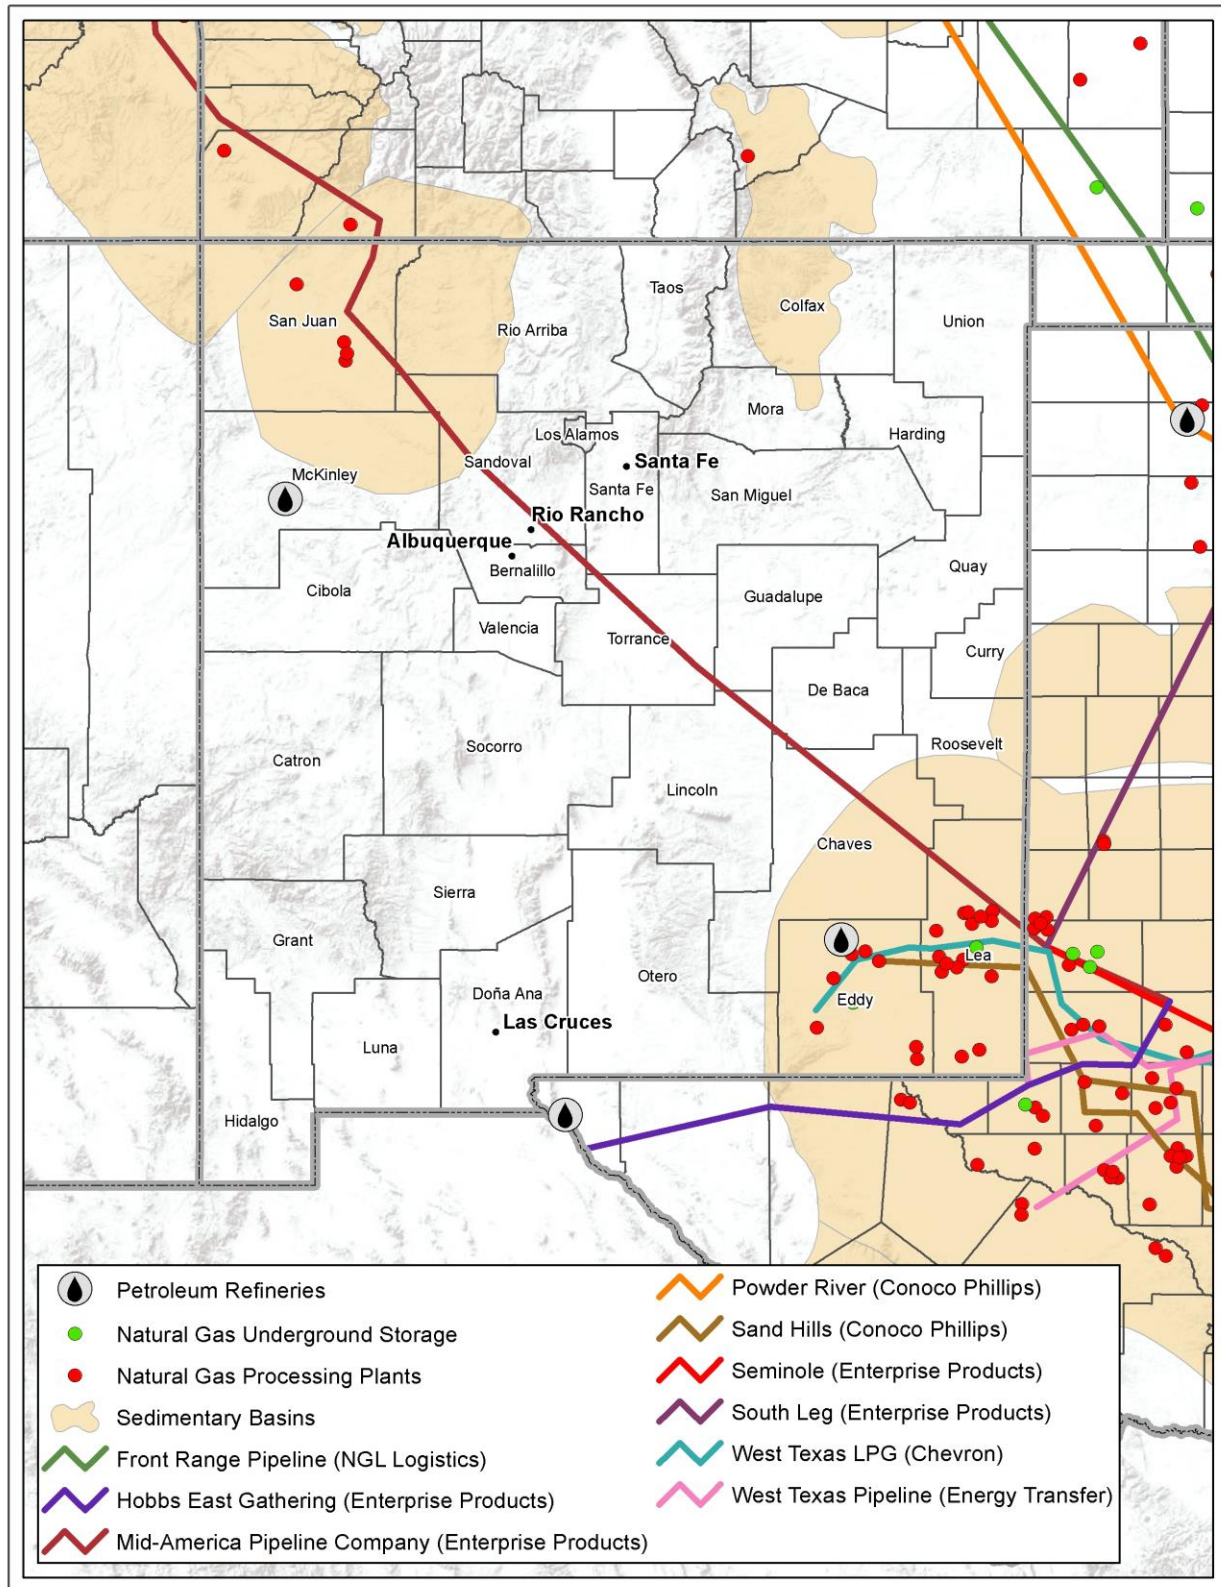 Taos
San Juan
Colfax
Union
Rio Arriba
Mora
Los Alamos
Harding
Sandoval
Santa Fe
McKinley
Santa Fe
San Miguel
Rio Rancho
Albuquerque
Bernalillo
Quay
Cibola
Guadalupe
Valencia
Torrance
Curry
De Baca
Catron
Socorro
Roosevelt
Lincoln
Chaves
Sierra
Grant
Lea
Otero
Doña Ana
Eddy
Las Cruces
Luna
Hidalgo
Petroleum Refineries
Natural Gas Underground Storage
Natural Gas Processing Plants
Sedimentary Basins
Front Range Pipeline (NGL Logistics)
Hobbs East Gathering (Enterprise Products)
Mid-America Pipeline Company (Enterprise Products)
Powder River (Conoco Phillips)
Sand Hills (Conoco Phillips)
Seminole (Enterprise Products)
South Leg (Enterprise Products)
West Texas LPG (Chevron)
West Texas Pipeline (Energy Transfer)